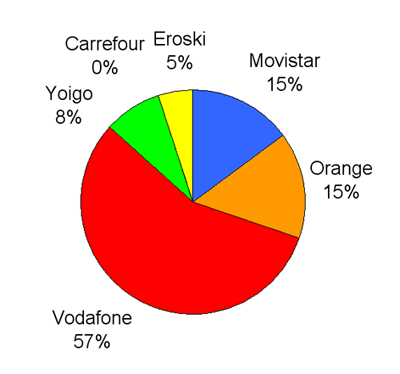 Carrefour
0%
Eroski
5%
Movistar
15%
Yoigo
8%
Orange
15%
Vodafone
57%